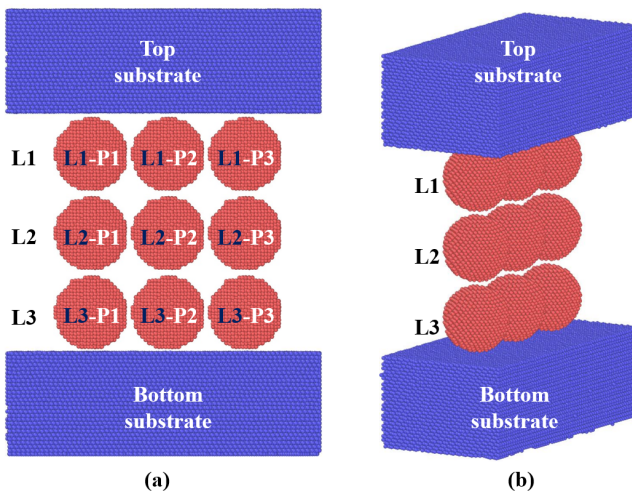 Top
substrate
L1
L1-P1
L1-P2
L1-P3
L2
L2-P1
L2-P2
L2-P3
L3
L3-P1
L3-P2
L3-P3
Bottom
substrate
(a)
Top
substrate
L1
L2
L3
Bottom
substrate
(b)